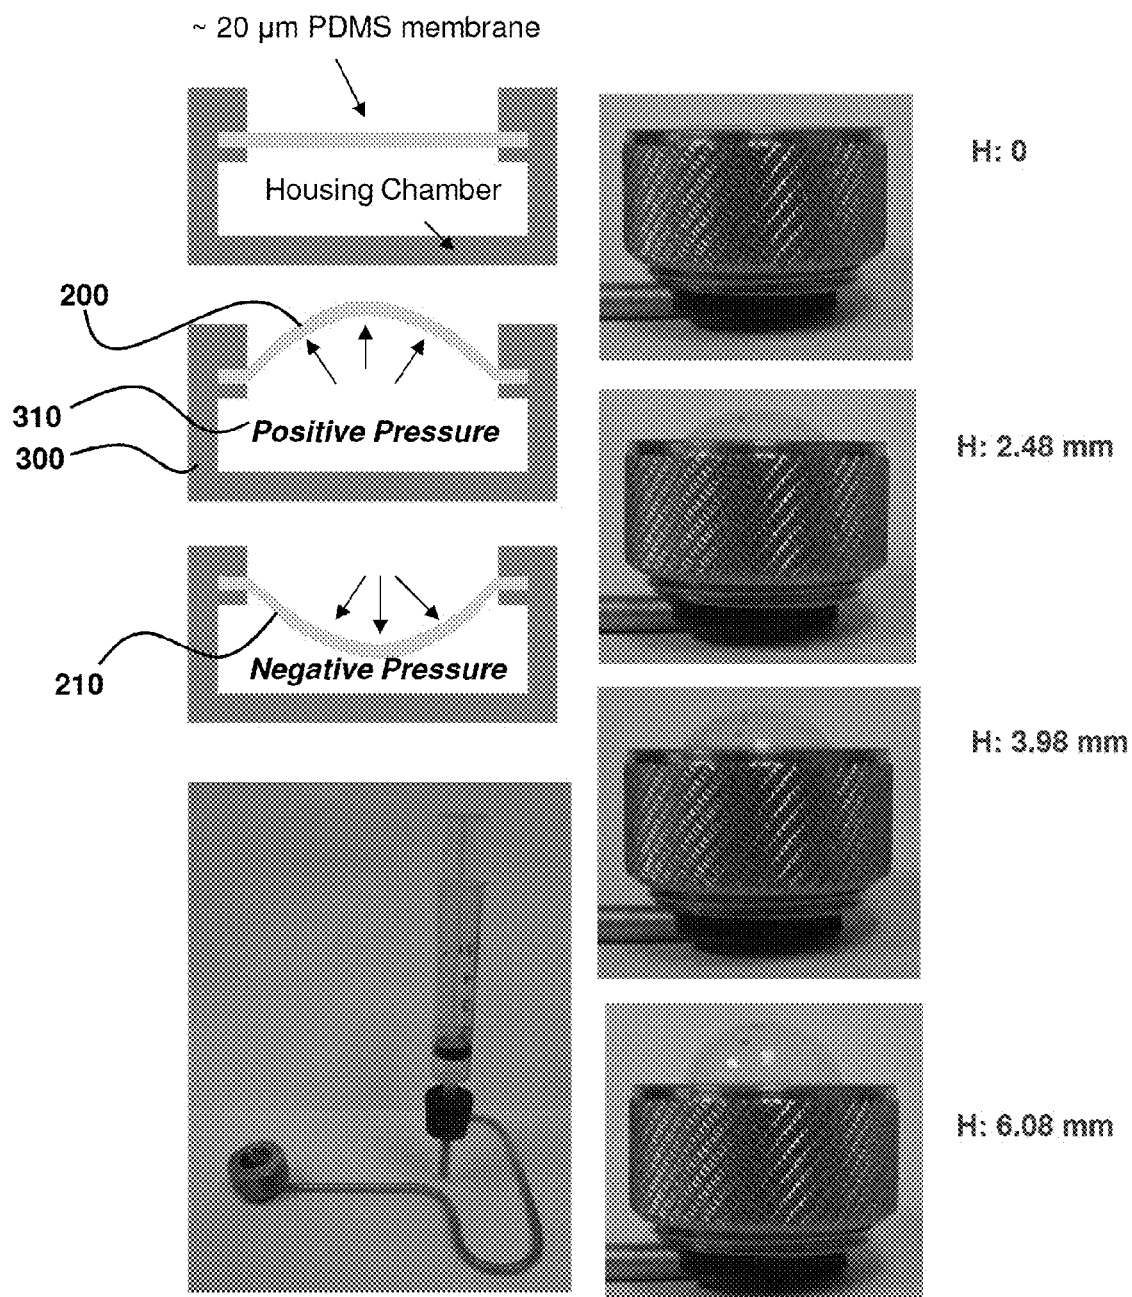 ~ 20 µm PDMS membrane
Housing Chamber
H: 0
200
310
Positive Pressure
300
H: 2.48 mm
210
Negative Pressure
H: 3.98 mm
H: 6.08 mm